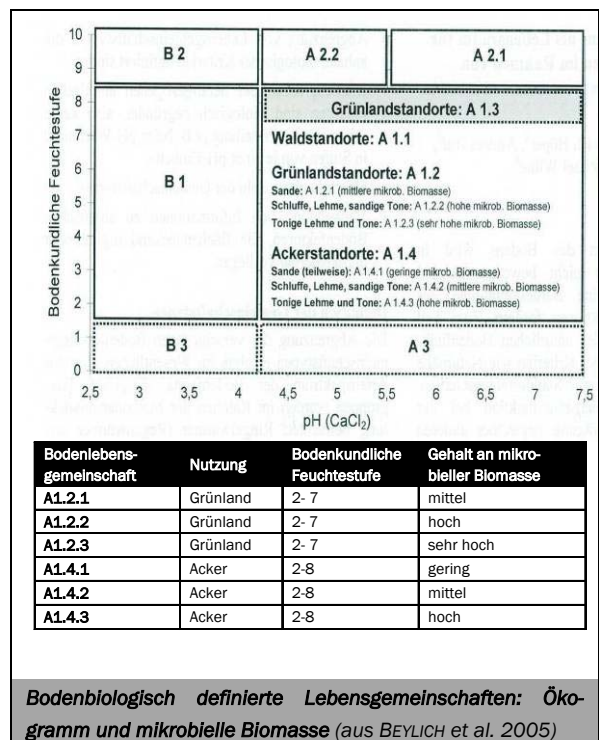 10
9
8
7
6
5
4
3
2
1
0
Bodenkundliche Feuchtestufe
B 2
A 2.2
A 2.1
Grünlandstandorte: A 1.3
Waldstandorte: A 1.1
Grünlandstandorte: A 1.2
Sande: A 1.2.1 (mittlere mikrob. Biomasse)
Schluffe, Lehme, sandige Tone: A 1.2.2 (hohe mikrob. Biomasse)
Tonige Lehme und Tone: A 1.2.3 (sehr hohe mikrob. Biomasse)
B 1
Ackerstandorte: A 1.4
Sande (teilweise): A 1.4.1 (geringe mikrob. Biomasse)
Schluffe, Lehme, sandige Tone: A 1.4.2 (mittlere mikrob. Biomasse)
Tonige Lehme und Tone: A 1.4.3 (hohe mikrob. Biomasse)
B 3
A 3
2,5 3 3,5 4 4,5 5 5,5 6 6,5 7 7,5
pH (CaCl₂)
Bodenlebens- Nutzung Bodenkundliche Gehalt an mikro-
gemeinschaft Feuchtestufe bieller Biomasse
A1.2.1 Grünland 2- 7 mittel
A1.2.2 Grünland 2- 7 hoch
A1.2.3 Grünland 2- 7 sehr hoch
A1.4.1 Acker 2-8 gering
A1.4.2 Acker 2-8 mittel
A1.4.3 Acker 2-8 hoch
Bodenbiologisch definierte Lebensgemeinschaften: Öko-
gramm und mikrobielle Biomasse (aus BEYLICH et al. 2005)